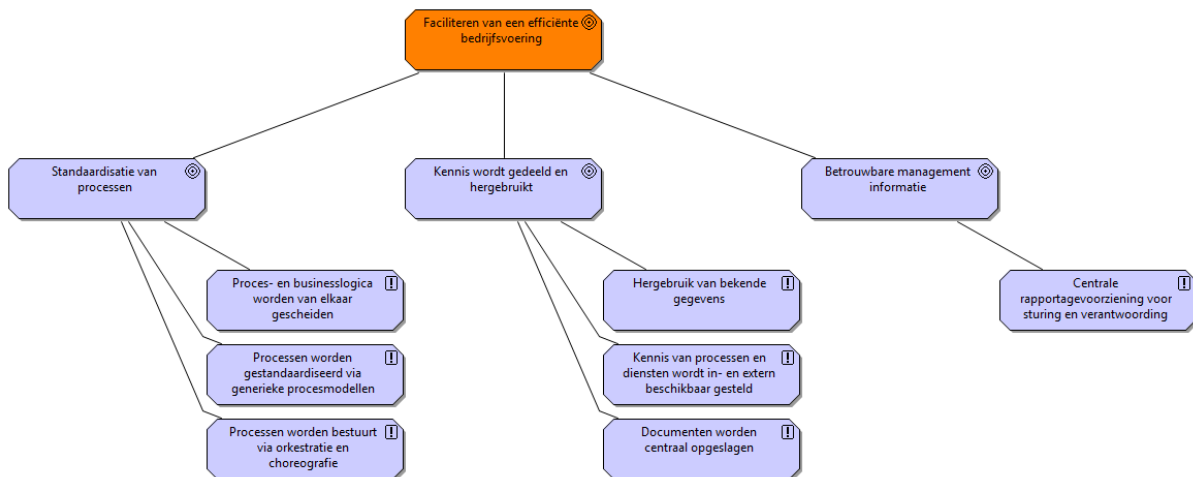 Faciliteren van een efficiënte
bedrijfsvoering
Standaardisatie van
processen
Kennis wordt gedeeld en
hergebruikt
Betrouwbare management
informatie
Proces- en businesslogica
worden van elkaar
gescheiden
Hergebruik van bekende
gegevens
Centrale
rapportagevoorziening voor
sturing en verantwoording
Processen worden
gestandaardiseerd via
generieke procesmodellen
Kennis van processen en
diensten wordt in- en extern
beschikbaar gesteld
Processen worden bestuurt
via orkestratie en
choreografie
Documenten worden
centraal opgeslagen